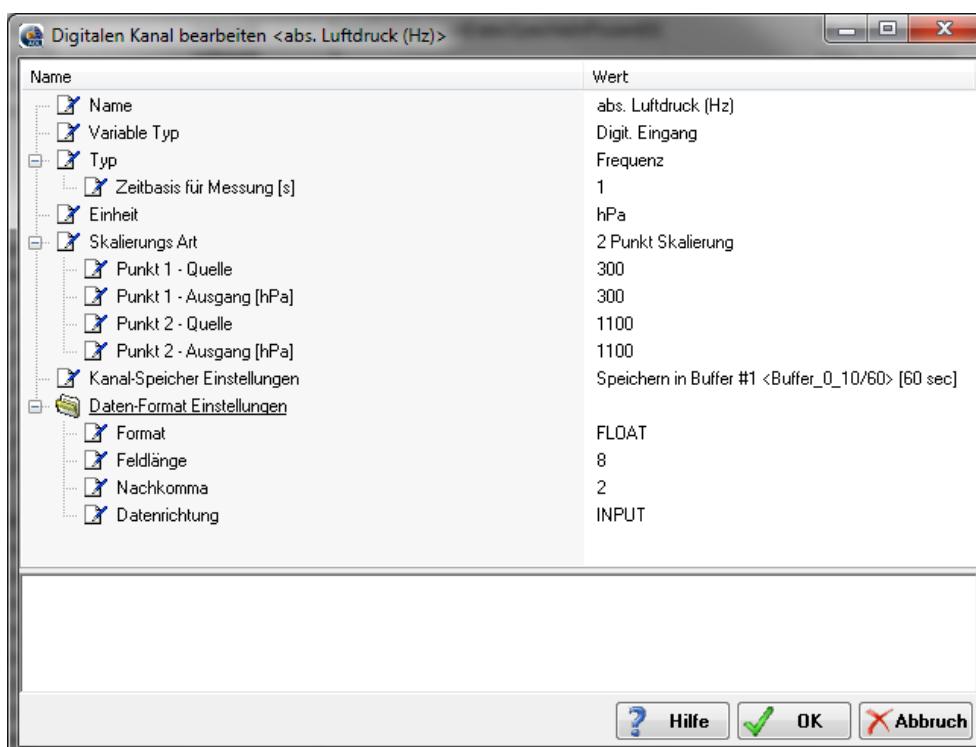 Digitalen Kanal bearbeiten <abs. Luftdruck (Hz)>
Name Wert
Name abs. Luftdruck (Hz)
Variable Typ Digit. Eingang
Typ Frequenz
Zeitbasis für Messung [s] 1
Einheit hPa
Skalierungs Art 2 Punkt Skalierung
Punkt 1 - Quelle 300
Punkt 1 - Ausgang [hPa] 300
Punkt 2 - Quelle 1100
Punkt 2 - Ausgang [hPa] 1100
Kanal-Speicher Einstellungen Speichern in Buffer #1 <Buffer_0_10/60> [60 sec]
Daten-Format Einstellungen
Format FLOAT
Feldlänge 8
Nachkomma 2
Datenrichtung INPUT
Hilfe OK Abbruch